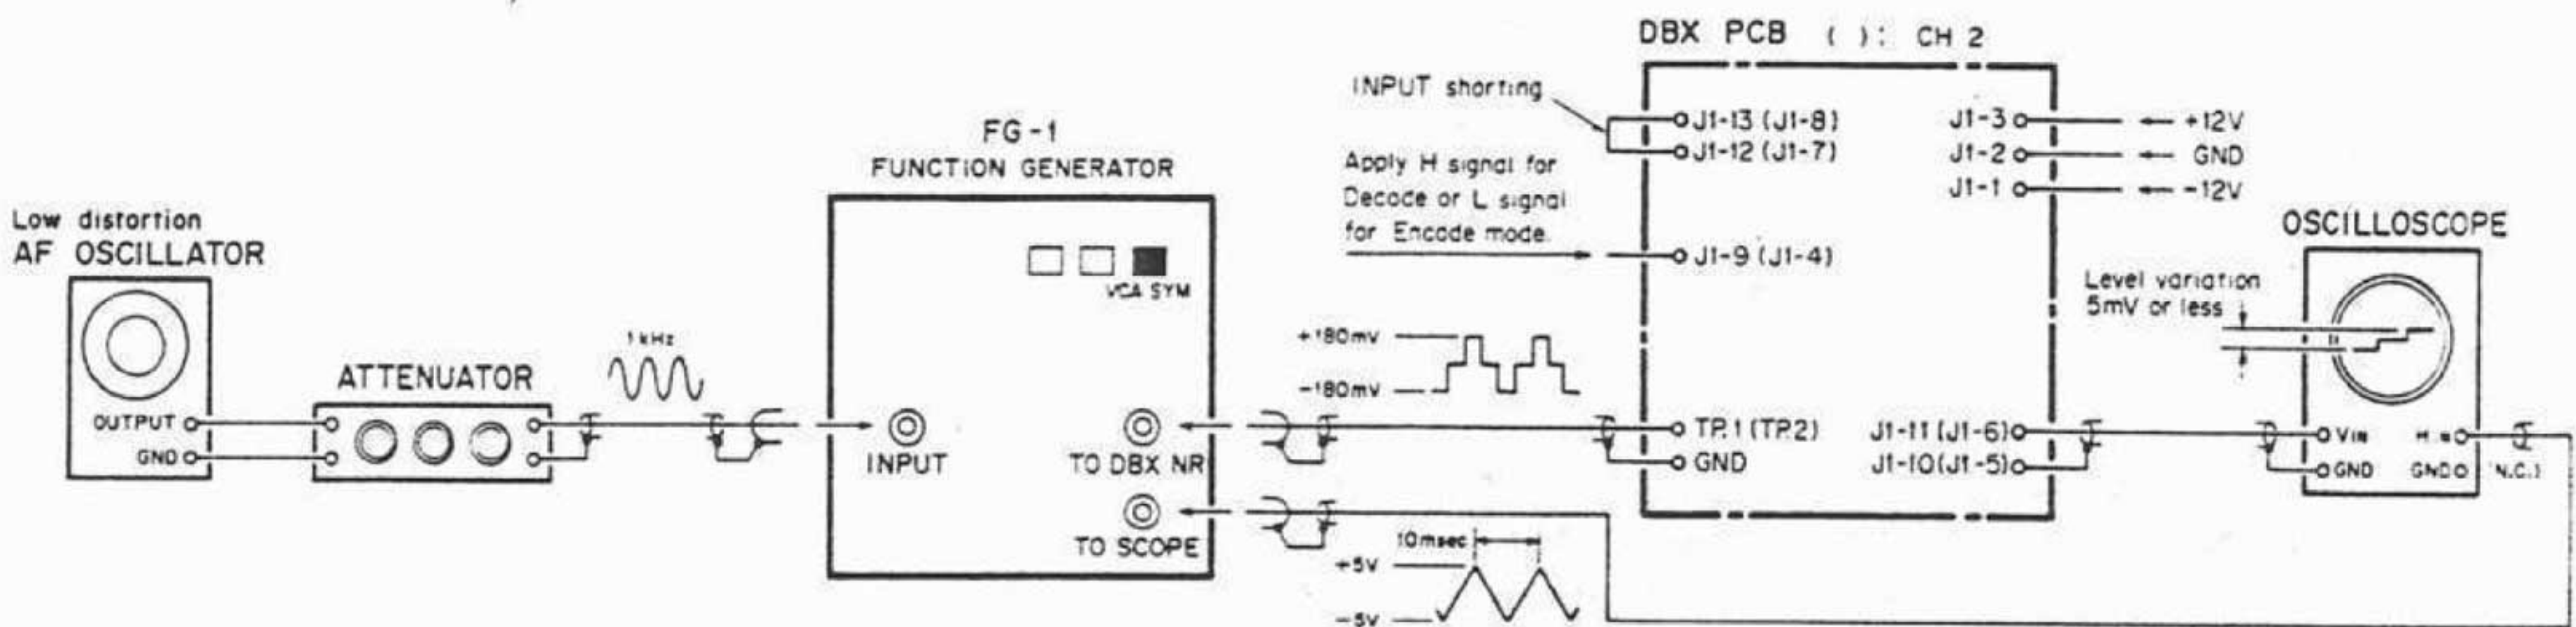 DBX PCB ( ): CH 2
INPUT shorting
J1-13 (J1-8)
J1-12 (J1-7)
J1-3
+12V
J1-2
GND
J1-1
-12V
Apply H signal for
Decode or L signal
for Encode mode.
J1-9 (J1-4)
FG-1
FUNCTION GENERATOR
VCA SYM
Low distortion
AF OSCILLATOR
OUTPUT
GND
ATTENUATOR
1 kHz
INPUT
TO DBX NR
TO SCOPE
+180mV
-180mV
TP.1 (TP.2)
GND
J1-11 (J1-6)
J1-10 (J1-5)
10msec
+5V
-5V
OSCILLOSCOPE
Level variation
5mV or less
VIN
GND
H.IN
GND
(N.C.)